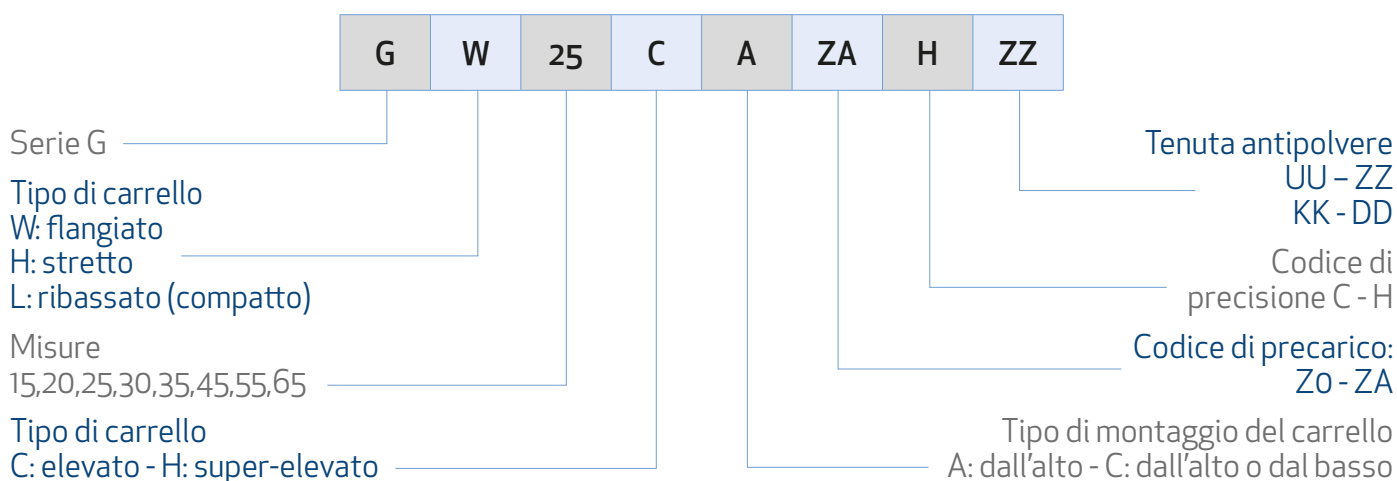 G W 25 C A ZA H ZZ
Serie G
Tipo di carrello
W: flangiato
H: stretto
L: ribassato (compatto)
Misure
15,20,25,30,35,45,55,65
Tipo di carrello
C: elevato - H: super-elevato
Tenuta antipolvere
UU – ZZ
KK - DD
Codice di
precisione C - H
Codice di precarico:
Z0 - ZA
Tipo di montaggio del carrello
A: dall'alto - C: dall'alto o dal basso